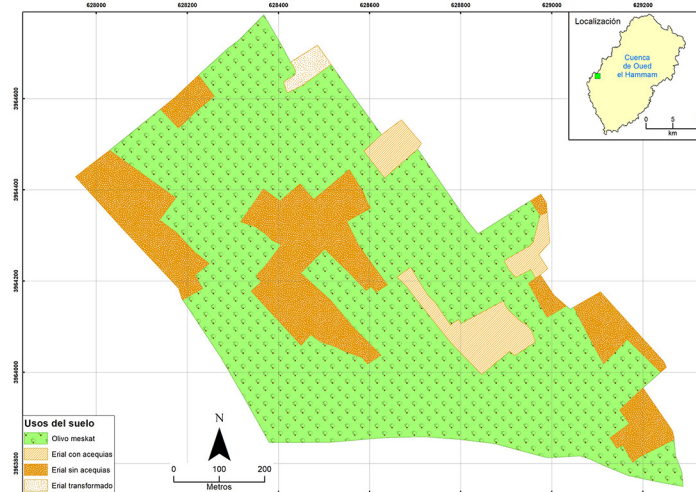 628000
628200
628400
628600
628800
629000
629200
3964600
3964400
3964200
3964000
3963800
Localización
Cuenca
de Oued
el Hammam
0 5
km
Usos del suelo
Olivo meskat
Erial con acequias
Erial sin acequias
Erial transformado
N
0 100 200
Metros